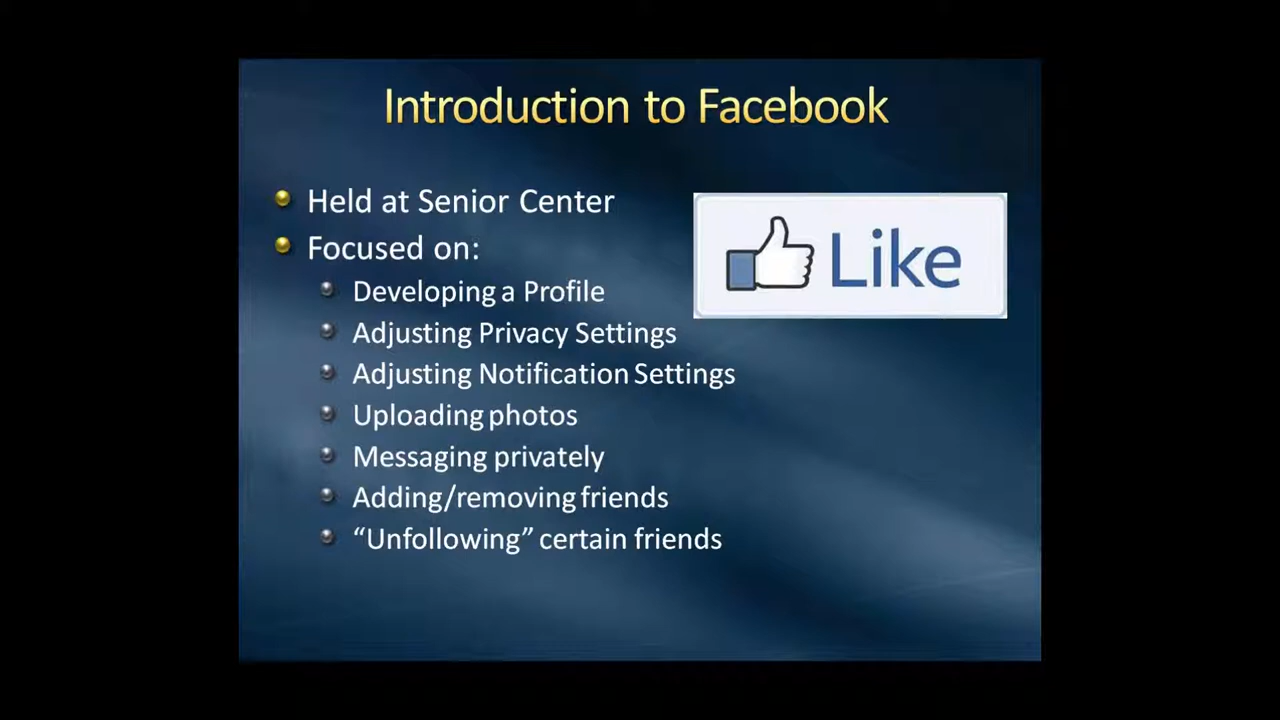 Introduction to Facebook
Held at Senior Center
Focused on:
Developing a Profile
Adjusting Privacy Settings
Adjusting Notification Settings
Uploading photos
Messaging privately
Adding/removing friends
“Unfollowing” certain friends
Like